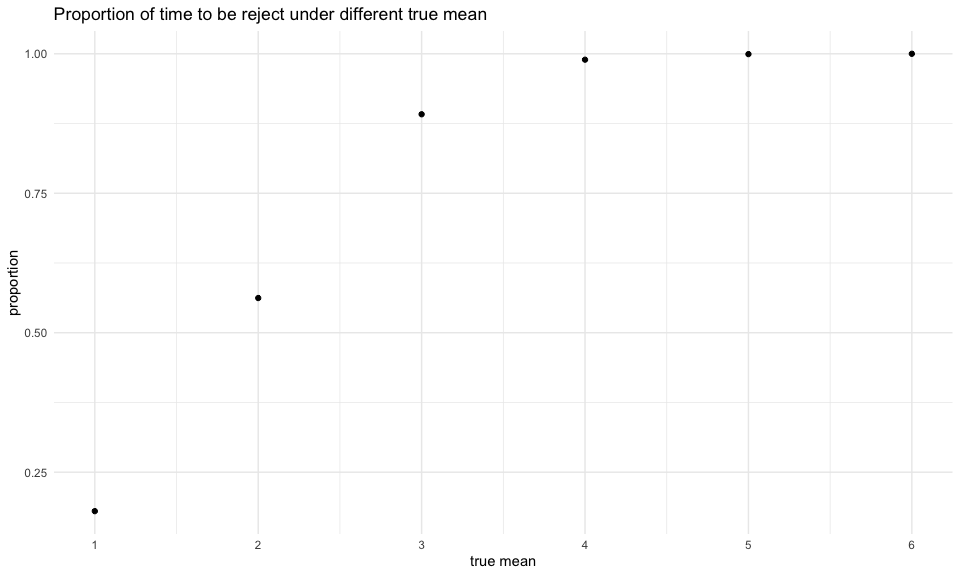 Proportion of time to be reject under different true mean
1.00
0.75
0.50
0.25
proportion
1 2 3 4 5 6
true mean